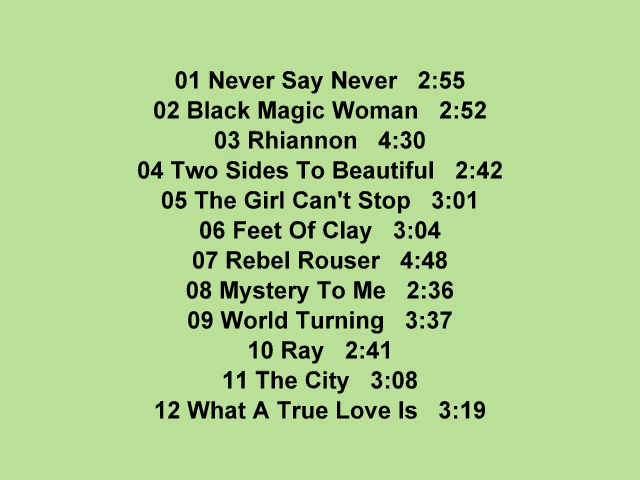 01 Never Say Never 2:55
02 Black Magic Woman 2:52
03 Rhiannon 4:30
04 Two Sides To Beautiful 2:42
05 The Girl Can't Stop 3:01
06 Feet Of Clay 3:04
07 Rebel Rouser 4:48
08 Mystery To Me 2:36
09 World Turning 3:37
10 Ray 2:41
11 The City 3:08
12 What A True Love Is 3:19